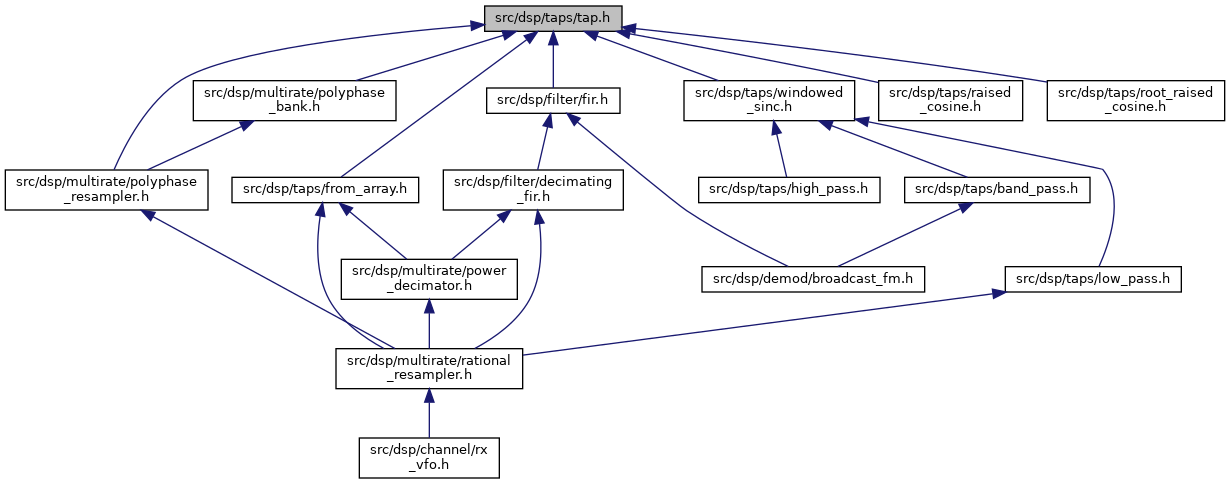 src/dsp/taps/tap.h
src/dsp/multirate/polyphase
_bank.h
src/dsp/filter/fir.h
src/dsp/taps/windowed
_sinc.h
src/dsp/taps/raised
_cosine.h
src/dsp/taps/root_raised
_cosine.h
src/dsp/multirate/polyphase
_resampler.h
src/dsp/taps/from_array.h
src/dsp/filter/decimating
_fir.h
src/dsp/taps/high_pass.h
src/dsp/taps/band_pass.h
src/dsp/multirate/power
_decimator.h
src/dsp/demod/broadcast_fm.h
src/dsp/taps/low_pass.h
src/dsp/multirate/rational
_resampler.h
src/dsp/channel/rx
_vfo.h